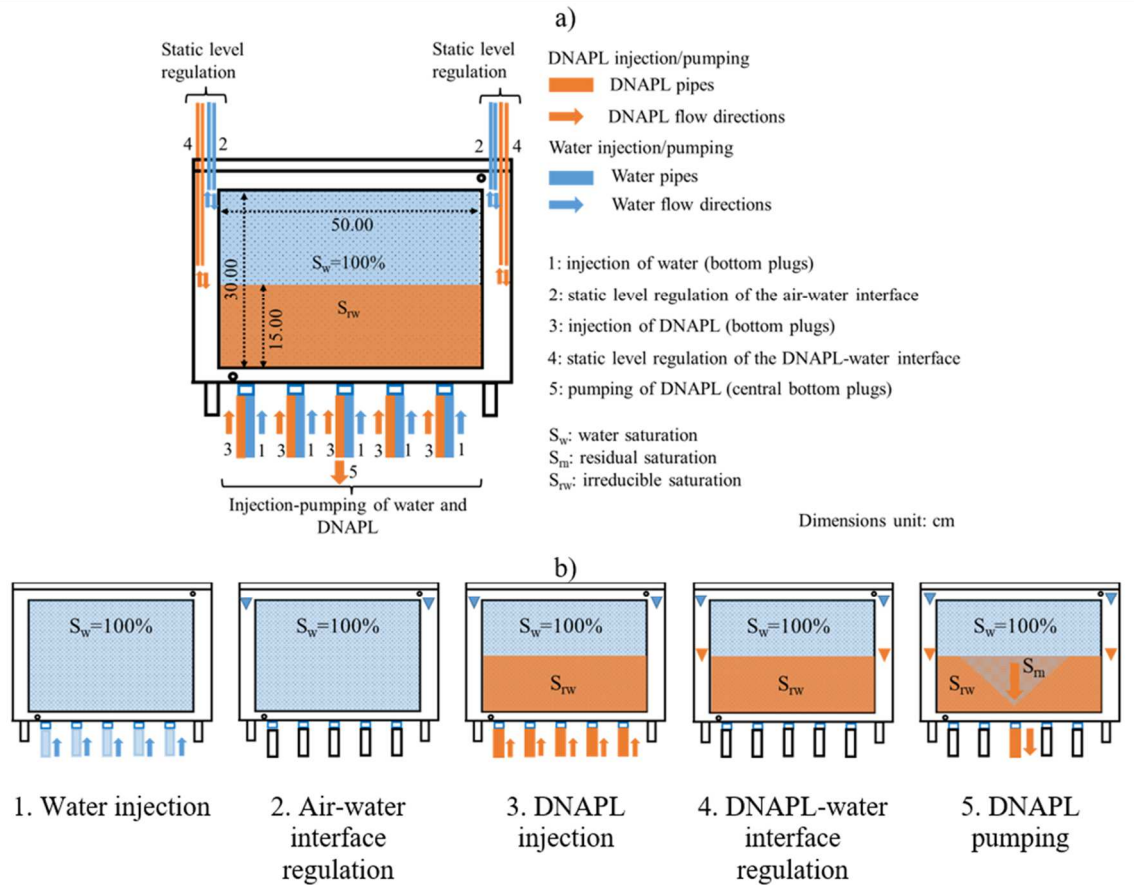 a)
Static level
regulation
Static level
regulation
4
2
2
4
50.00
Sw=100%
30.00
15.00
Srw
3
1
3
1
3
1
3
1
3
1
5
Injection-pumping of water and
DNAPL
DNAPL injection/pumping
DNAPL pipes
DNAPL flow directions
Water injection/pumping
Water pipes
Water flow directions
1: injection of water (bottom plugs)
2: static level regulation of the air-water interface
3: injection of DNAPL (bottom plugs)
4: static level regulation of the DNAPL-water interface
5: pumping of DNAPL (central bottom plugs)
Sw: water saturation
Srn: residual saturation
Srw: irreducible saturation
Dimensions unit: cm
b)
Sw=100%
Sw=100%
Sw=100%
Srw
Sw=100%
Srw
Sw=100%
Srw
Srn
1. Water injection
2. Air-water
interface
regulation
3. DNAPL
injection
4. DNAPL-water
interface
regulation
5. DNAPL
pumping